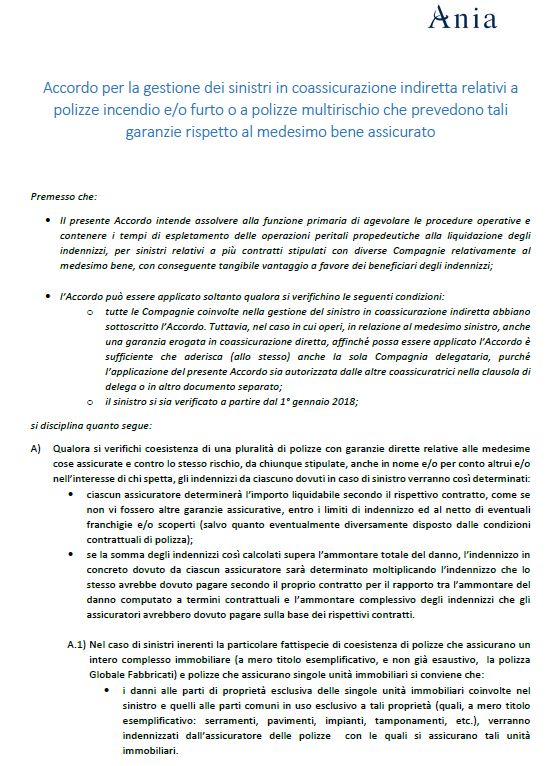 Ania
Accordo per la gestione dei sinistri in coassicurazione indiretta relativi a
polizze incendio e/o furto o a polizze multirischio che prevedono tali
garanzie rispetto al medesimo bene assicurato
Premesso che:
• Il presente Accordo intende assolvere alla funzione primaria di agevolare le procedure operative e
contenere i tempi di espletamento delle operazioni peritali propedeutiche alla liquidazione degli
indennizzi, per sinistri relativi a più contratti stipulati con diverse Compagnie relativamente al
medesimo bene, con conseguente tangibile vantaggio a favore dei beneficiari degli indennizzi;
• l'Accordo può essere applicato soltanto qualora si verifichino le seguenti condizioni:
o tutte le Compagnie coinvolte nella gestione del sinistro in coassicurazione indiretta abbiano
sottoscritto l'Accordo. Tuttavia, nel caso in cui operi, in relazione al medesimo sinistro, anche
una garanzia erogata in coassicurazione diretta, affinché possa essere applicato l'Accordo è
sufficiente che aderisca (allo stesso) anche la sola Compagnia delegataria, purché
l'applicazione del presente Accordo sia autorizzata dalle altre coassicuratrici nella clausola di
delega o in altro documento separato;
o il sinistro si sia verificato a partire dal 1° gennaio 2018;
si disciplina quanto segue:
A) Qualora si verifichi coesistenza di una pluralità di polizze con garanzie dirette relative alle medesime
cose assicurate e contro lo stesso rischio, da chiunque stipulate, anche in nome e/o per conto altrui e/o
nell'interesse di chi spetta, gli indennizzi da ciascuno dovuti in caso di sinistro verranno così determinati:
• ciascun assicuratore determinerà l'importo liquidabile secondo il rispettivo contratto, come se
non vi fossero altre garanzie assicurative, entro i limiti di indennizzo ed al netto di eventuali
franchigie e/o scoperti (salvo quanto eventualmente diversamente disposto dalle condizioni
contrattuali di polizza);
• se la somma degli indennizzi così calcolati supera l'ammontare totale del danno, l'indennizzo in
concreto dovuto da ciascun assicuratore sarà determinato moltiplicando l'indennizzo che lo
stesso avrebbe dovuto pagare secondo il proprio contratto per il rapporto tra l'ammontare del
danno computato a termini contrattuali e l'ammontare complessivo degli indennizzi che gli
assicuratori avrebbero dovuto pagare sulla base dei rispettivi contratti.
A.1) Nel caso di sinistri inerenti la particolare fattispecie di coesistenza di polizze che assicurano un
intero complesso immobiliare (a mero titolo esemplificativo, e non già esaustivo, la polizza
Globale Fabbricati) e polizze che assicurano singole unità immobiliari si conviene che:
• i danni alle parti di proprietà esclusiva delle singole unità immobiliari coinvolte nel
sinistro e quelli alle parti comuni in uso esclusivo a tali proprietà (quali, a mero titolo
esemplificativo: serramenti, pavimenti, impianti, tamponamenti, etc.), verranno
indennizzati dall'assicuratore delle polizze con le quali si assicurano tali unità
immobiliari.